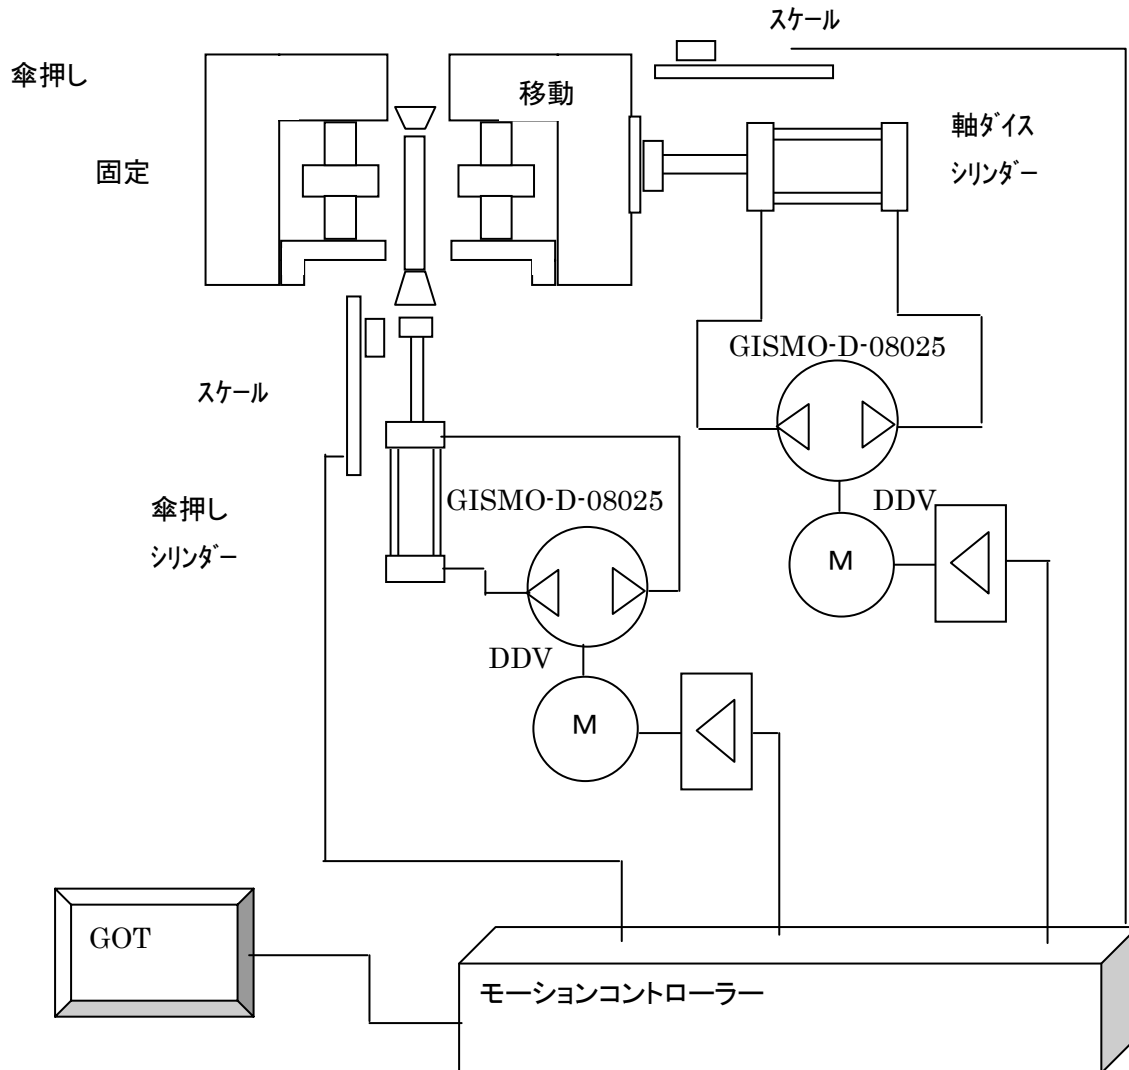 スケール
傘押し
移動
軸ダイス
シリンダー
固定
GISMO-D-08025
スケール
傘押し
シリンダー
GISMO-D-08025
DDV
M
DDV
M
GOT
モーションコントローラー